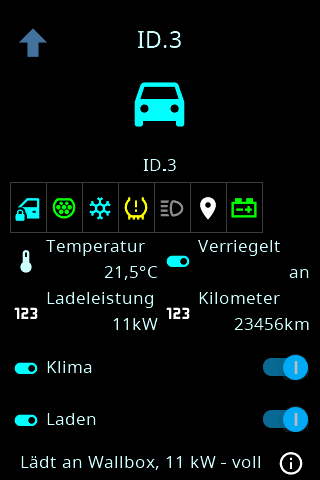 ID.3
ID.3
Temperatur
21,5°C
Verriegelt
an
123 Ladeleistung
11kW
123 Kilometer
23456km
Klima
Laden
Lädt an Wallbox, 11 kW - voll